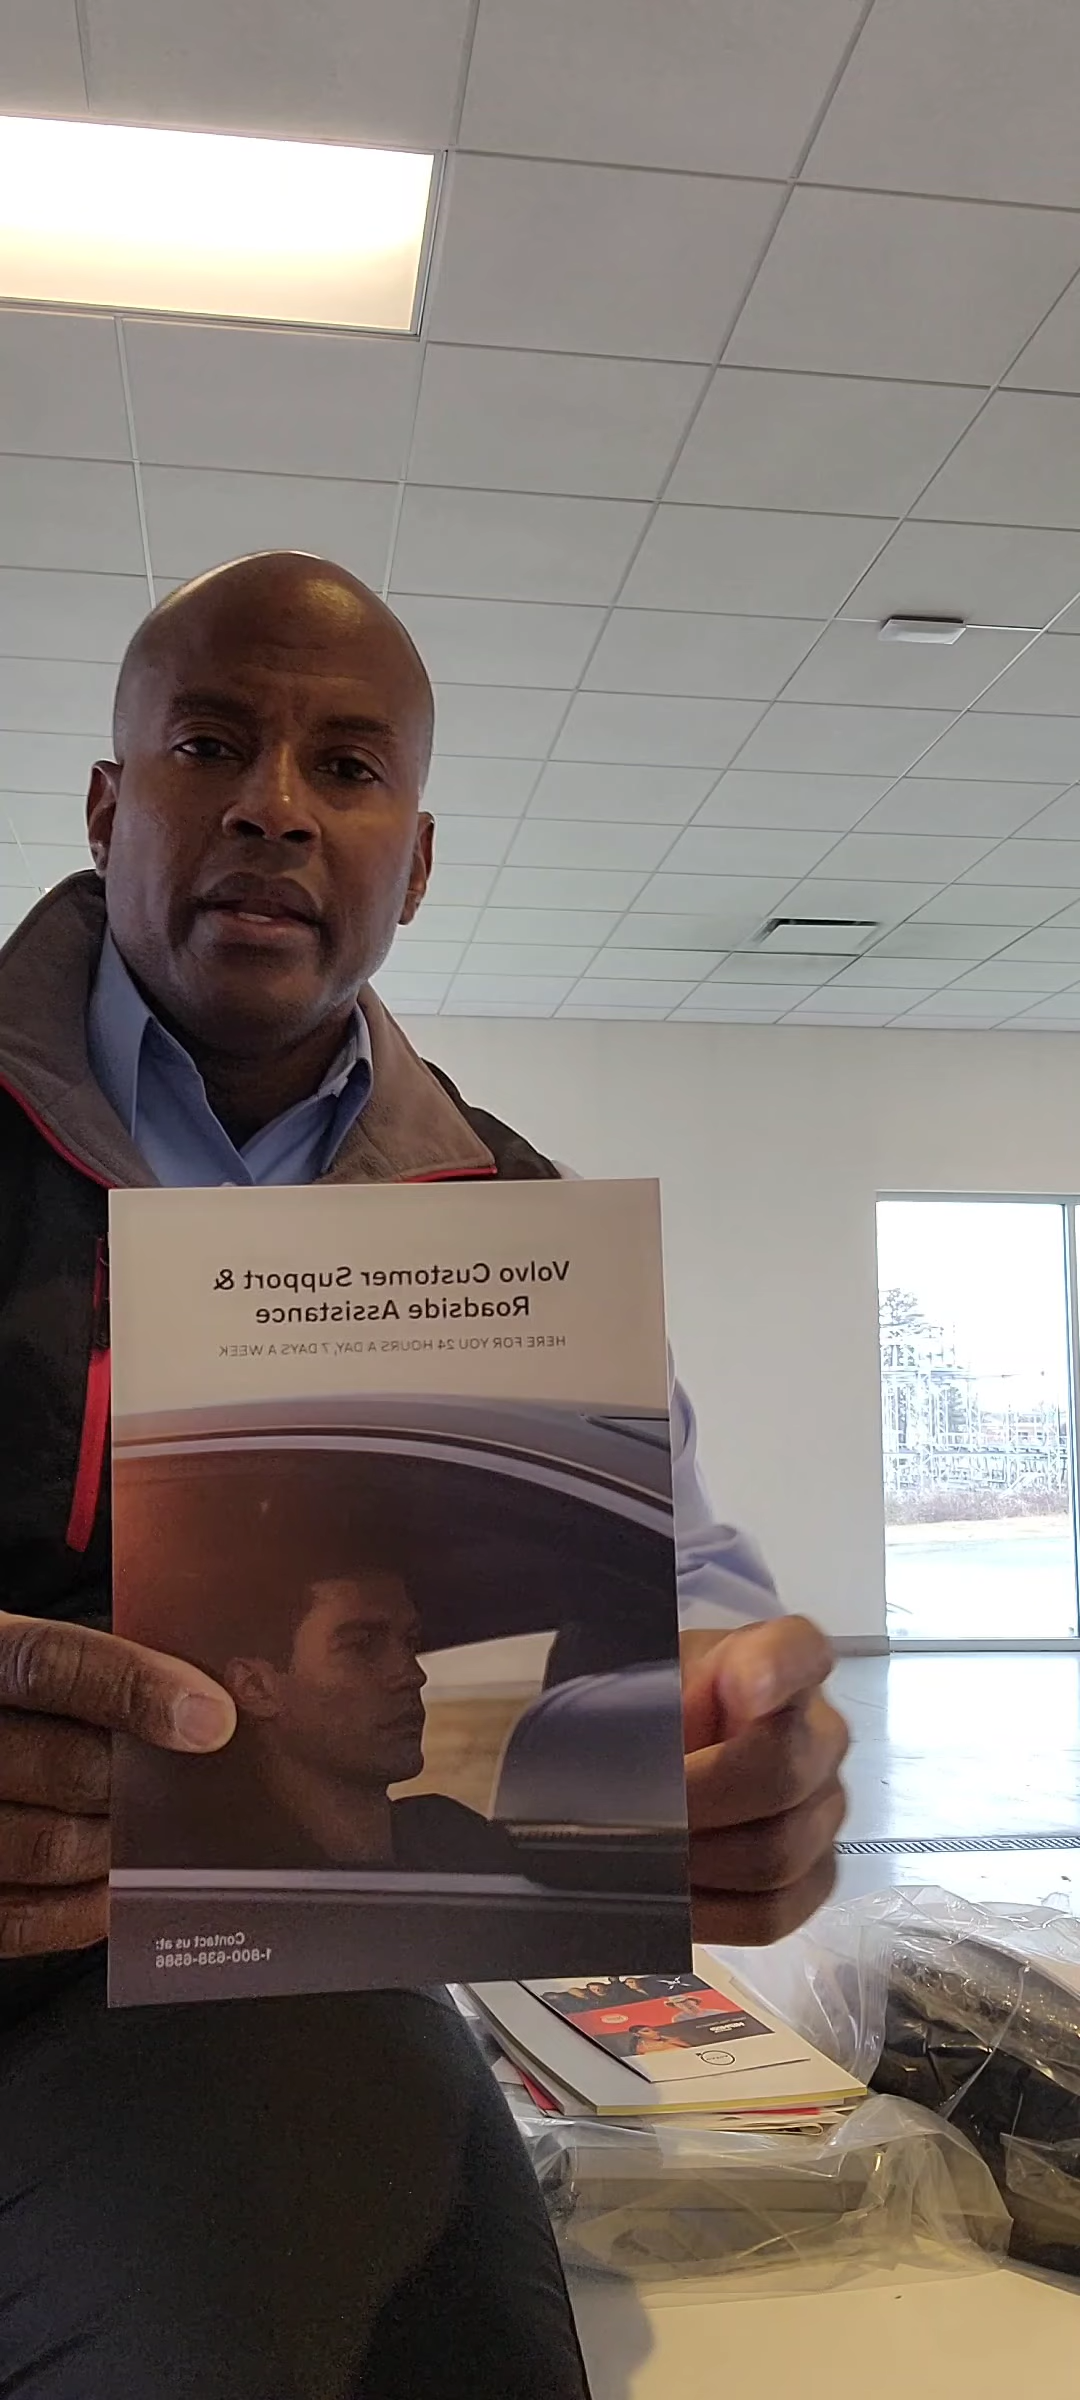 Volvo Customer Support &
Roadside Assistance
HERE FOR YOU 24 HOURS A DAY, 7 DAYS A WEEK
Contact us at:
1-800-638-6586